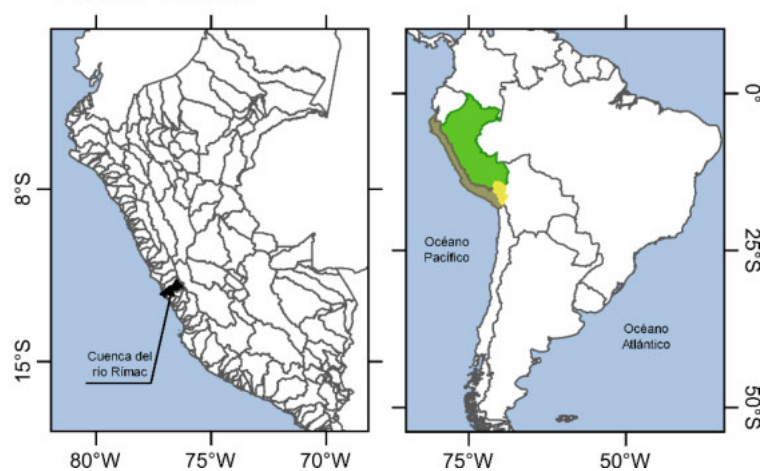 8°S
15°S
80°W
75°W
70°W
Cuenca del
río Rímac
Océano
Pacífico
Océano
Atlántico
0°
25°S
50°S
75°W
50°W